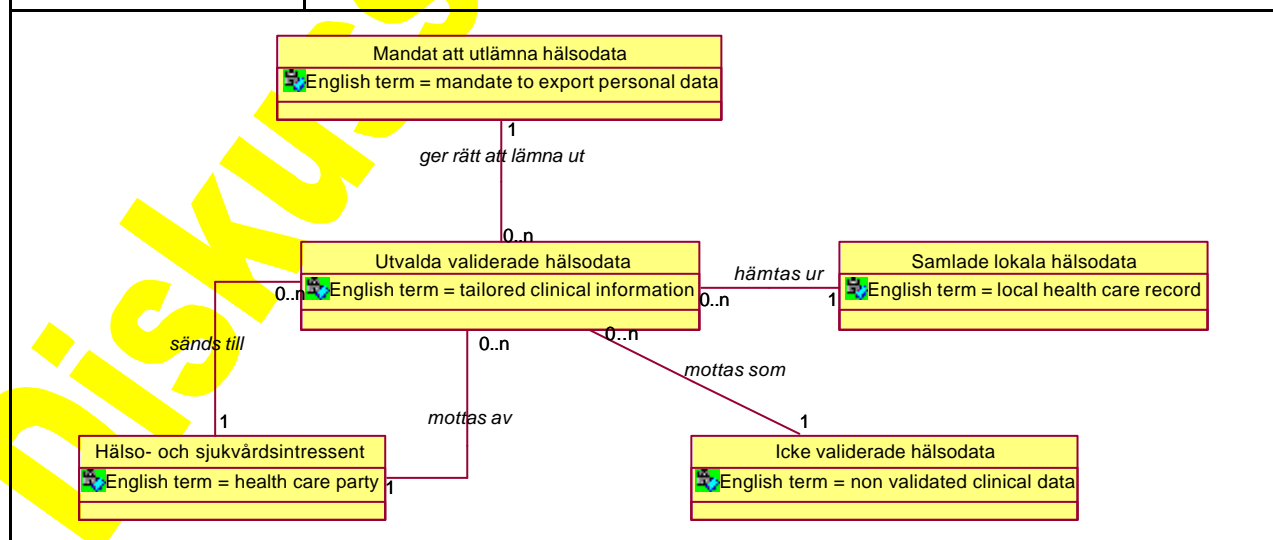 Mandat att utlämna hälsodata
English term = mandate to export personal data
1
ger rätt att lämna ut
0..n
Utvalda validerade hälsodata
English term = tailored clinical information
hämtas ur
0..n
1
Samlade lokala hälsodata
English term = local health care record
0..n
sänds till
1
0..n
mottas av
1
0..n
mottas som
1
Hälso- och sjukvårdsintressent
English term = health care party
Icke validerade hälsodata
English term = non validated clinical data
Diskus